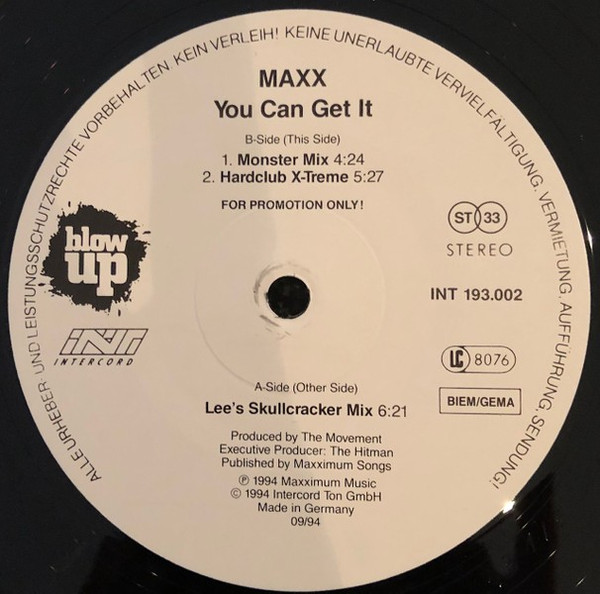 ALLE URHEBER- UND LEISTUNGSSCHUTZRECHTE VORBEHALTEN. KEIN VERLEIH! KEINE UNERLAUBTE VERVIELFÄLTIGUNG, VERMIETUNG, AUFFÜHRUNG, SENDUNG!
MAXX
You Can Get It
B-Side (This Side)
1. Monster Mix 4:24
2. Hardclub X-Treme 5:27
FOR PROMOTION ONLY!
ST 33
STEREO
blow
up
INT 193.002
INT
INTERCORD
LC 8076
BIEM/GEMA
A-Side (Other Side)
Lee's Skullcracker Mix 6:21
Produced by The Movement
Executive Producer: The Hitman
Published by Maxximum Songs
℗ 1994 Maxximum Music
© 1994 Intercord Ton GmbH
Made in Germany
09/94